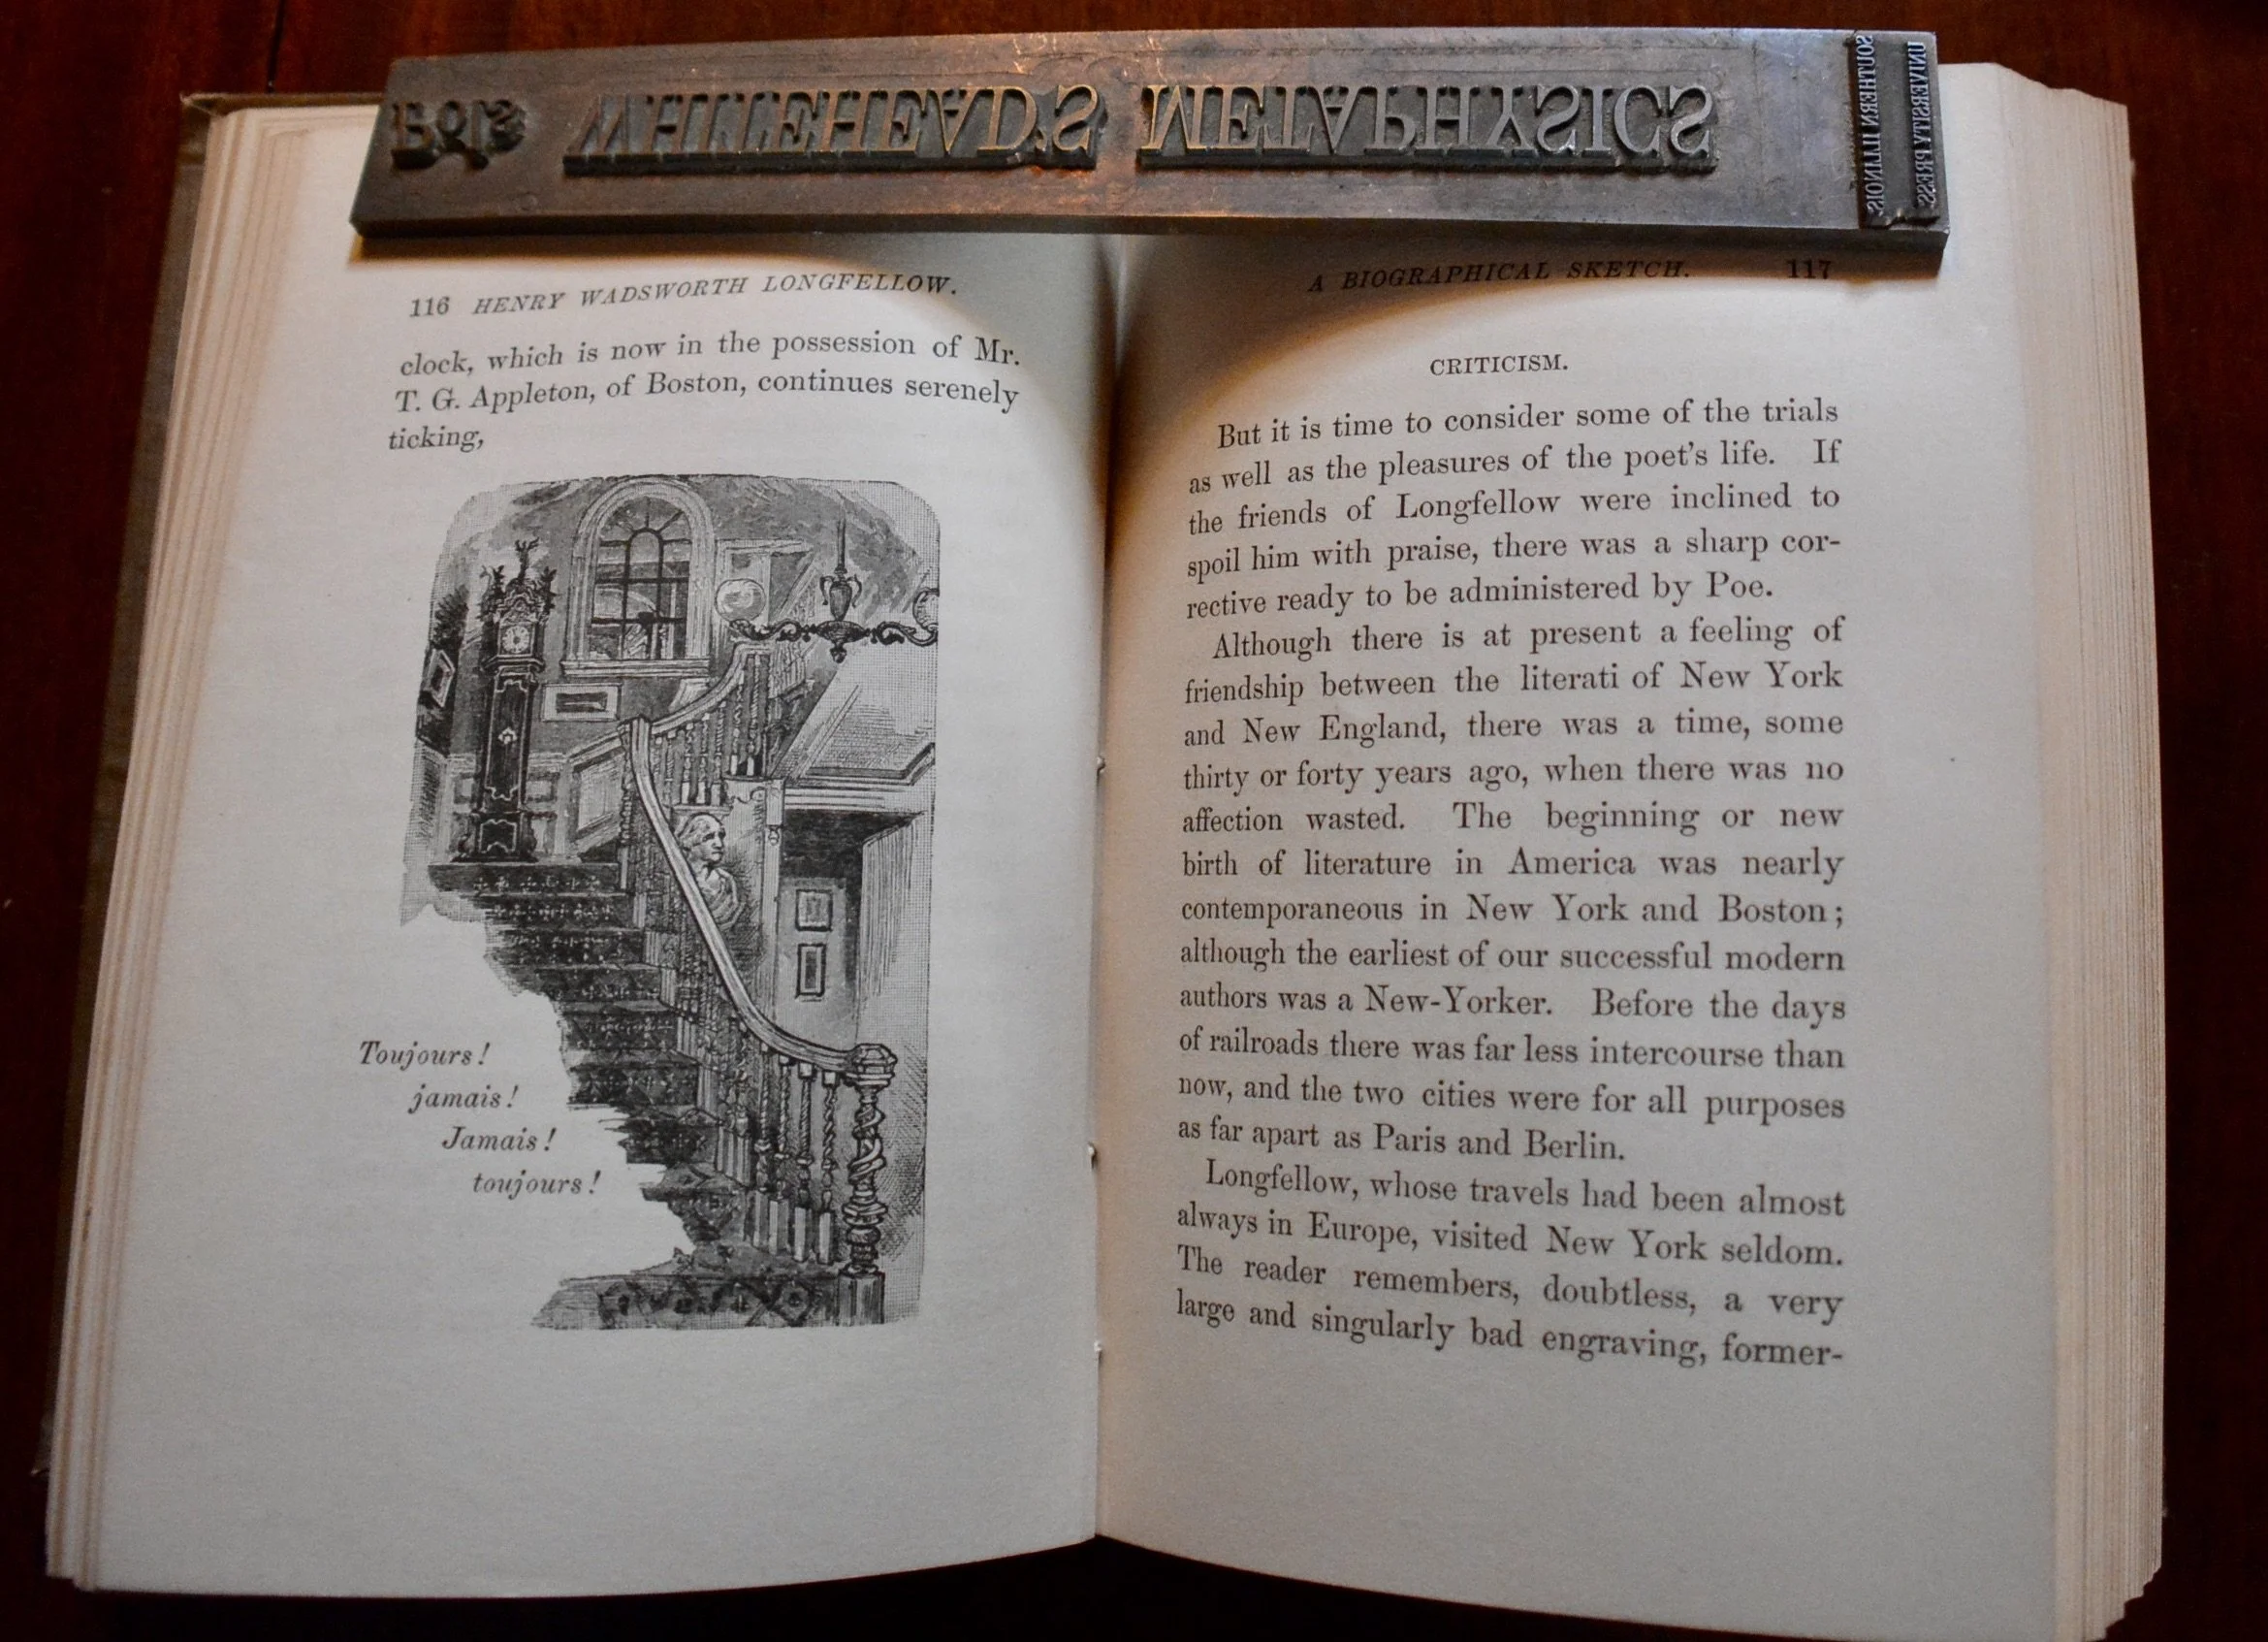 Pols WHITEHEAD'S METAPHYSICS
SOUTHERN ILLINOIS
UNIVERSITY PRESS
116 HENRY WADSWORTH LONGFELLOW.
clock, which is now in the possession of Mr.
T. G. Appleton, of Boston, continues serenely
ticking,
Toujours!
jamais!
Jamais!
toujours!
A BIOGRAPHICAL SKETCH. 117
CRITICISM.
But it is time to consider some of the trials
as well as the pleasures of the poet's life. If
the friends of Longfellow were inclined to
spoil him with praise, there was a sharp cor-
rective ready to be administered by Poe.
Although there is at present a feeling of
friendship between the literati of New York
and New England, there was a time, some
thirty or forty years ago, when there was no
affection wasted. The beginning or new
birth of literature in America was nearly
contemporaneous in New York and Boston;
although the earliest of our successful modern
authors was a New-Yorker. Before the days
of railroads there was far less intercourse than
now, and the two cities were for all purposes
as far apart as Paris and Berlin.
Longfellow, whose travels had been almost
always in Europe, visited New York seldom.
The reader remembers, doubtless, a very
large and singularly bad engraving, former-